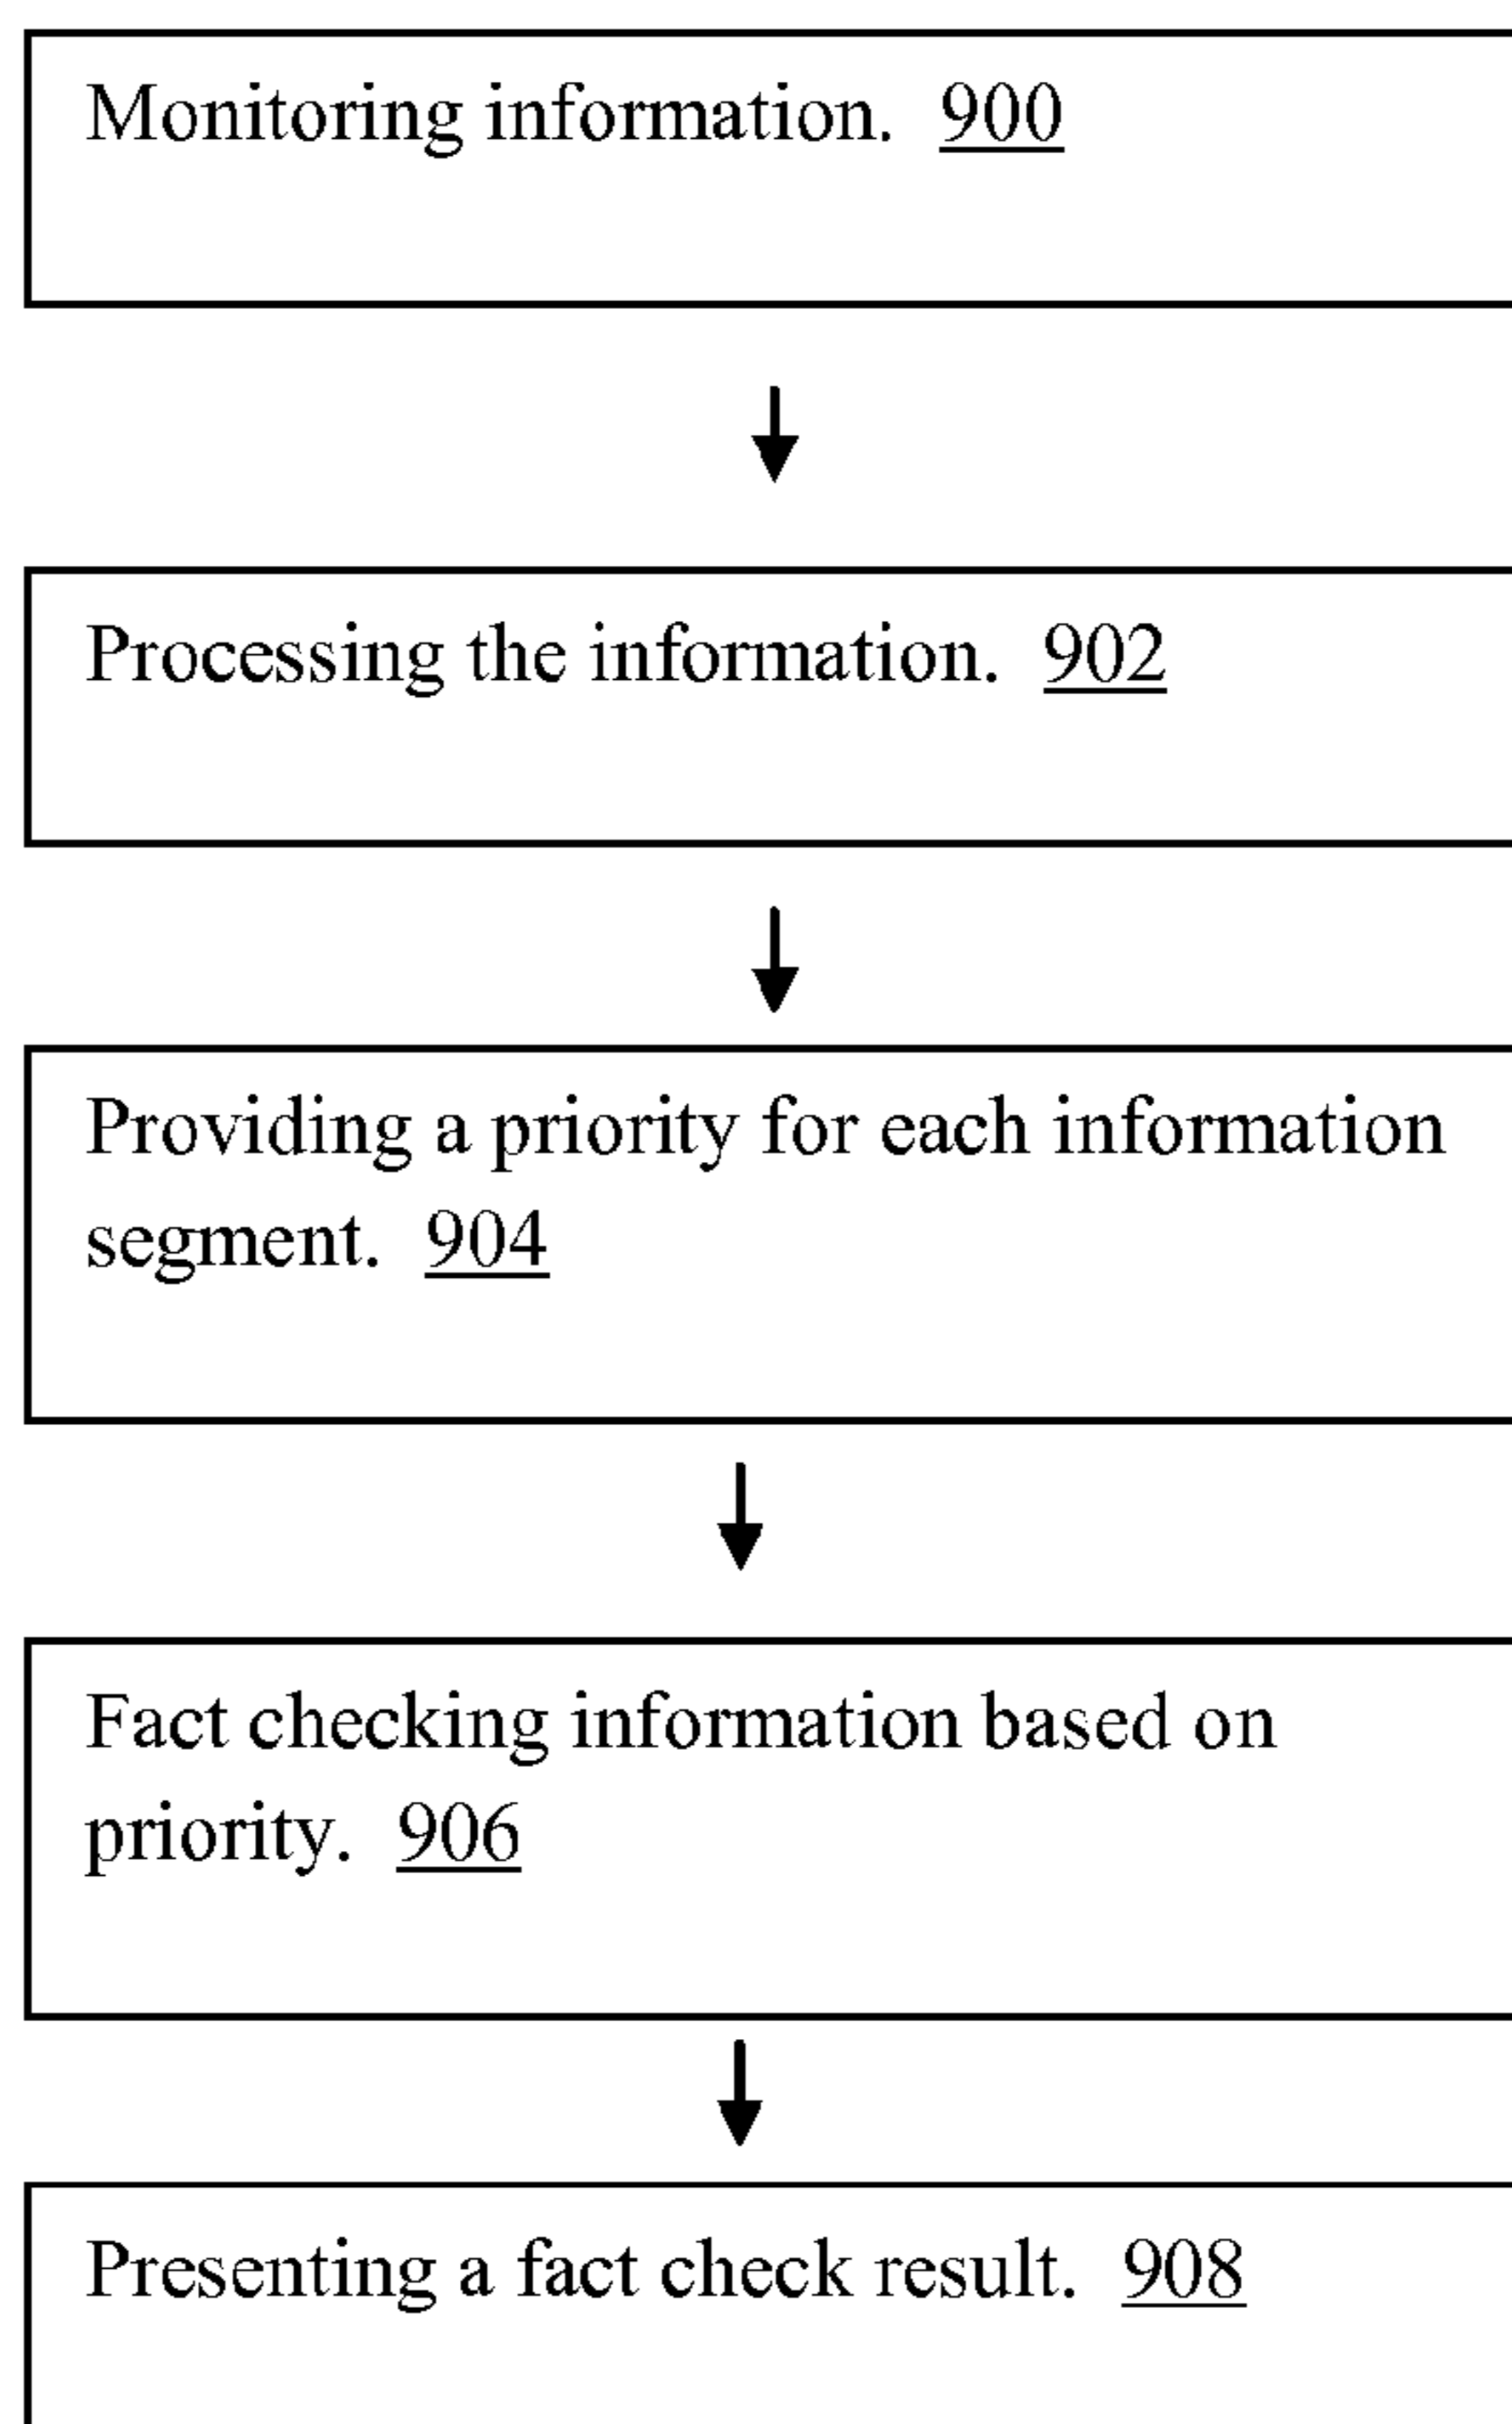 Monitoring information. 900
Processing the information. 902
Providing a priority for each information
segment. 904
Fact checking information based on
priority. 906
Presenting a fact check result. 908